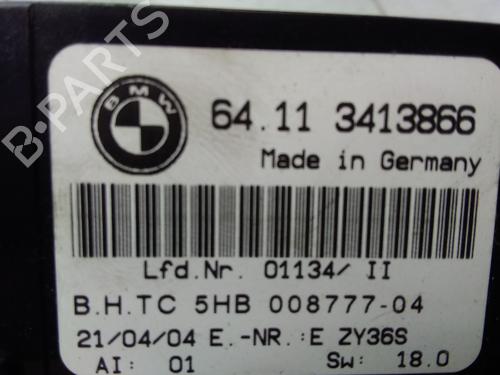 BMW
64.11 3413866
Made in Germany
Lfd.Nr. 01134/ II
B.H.TC 5HB 008777-04
21/04/04 E.-NR.:E ZY36S
AI: 01 Sw: 18.0
B-PARTS